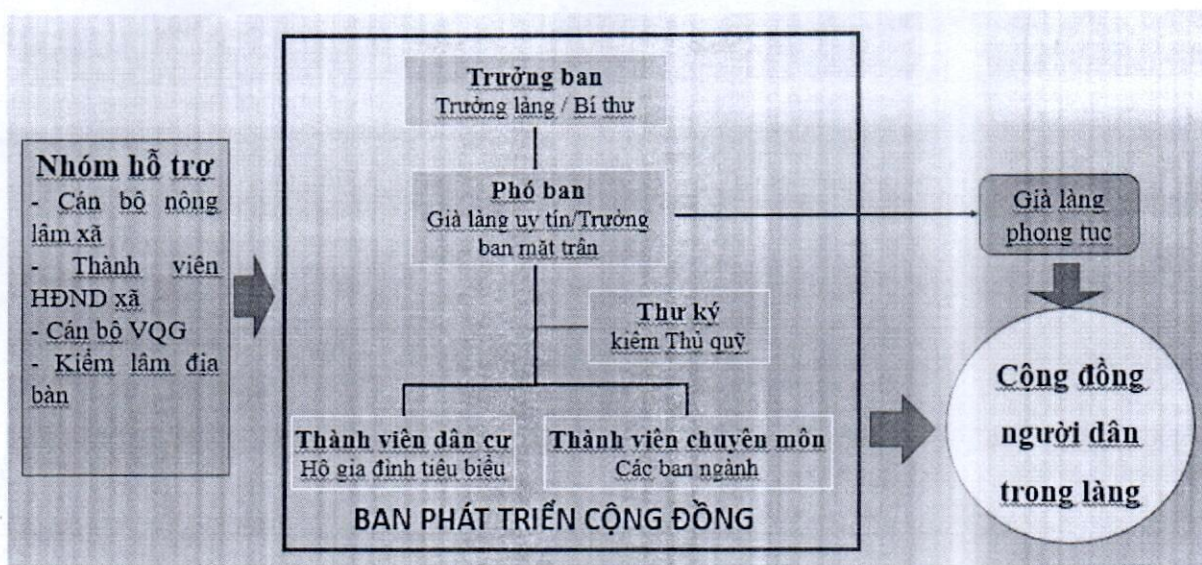 Nhóm hỗ trợ
- Cán bộ nông
lâm xã
- Thành viên
HĐND xã
- Cán bộ VQG
- Kiểm lâm địa
bàn
Trưởng ban
Trưởng làng / Bí thư
Phó ban
Già làng uy tín/Trưởng
ban mặt trân
Thư ký
kiêm Thủ quỹ
Thành viên dân cư
Hộ gia đình tiêu biểu
Thành viên chuyên môn
Các ban ngành
BAN PHÁT TRIỂN CỘNG ĐỒNG
Già làng
phong tục
Cộng đồng
người dân
trong làng